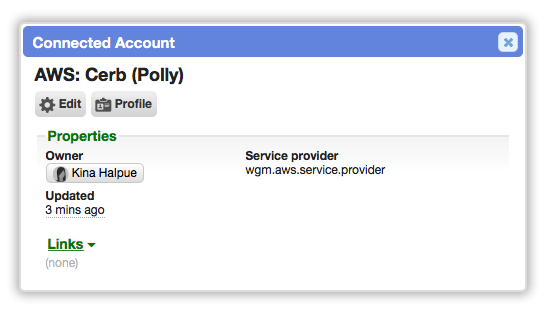 Connected Account
AWS: Cerb (Polly)
Edit
Profile
Properties
Owner
Kina Halpue
Service provider
wgm.aws.service.provider
Updated
3 mins ago
Links
(none)